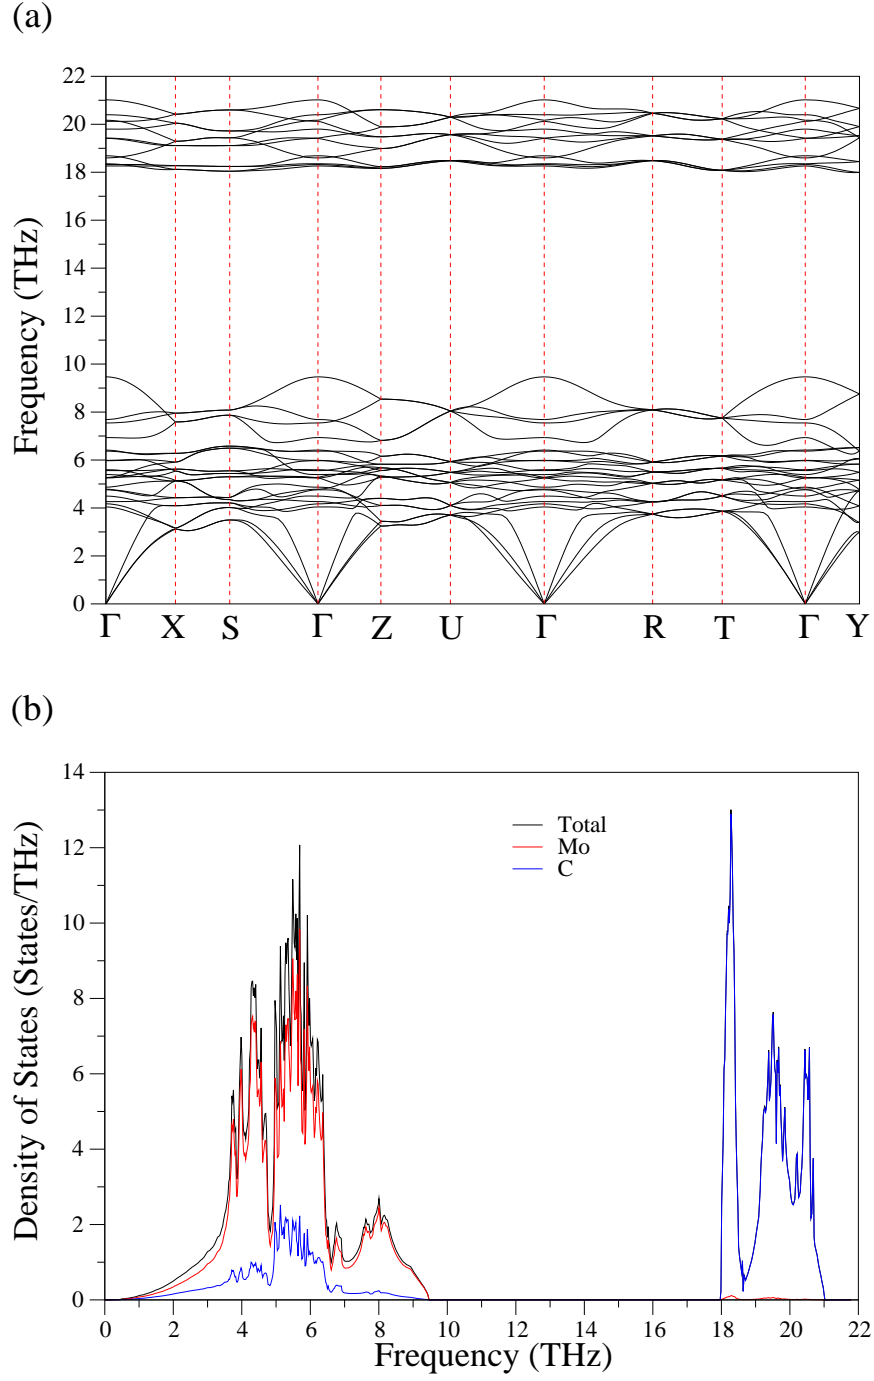 (a)
22
20
18
16
14
12
10
8
6
4
2
0
Frequency (THz)
Γ X S Γ Z U Γ R T Γ Y
(b)
14
12
10
8
6
4
2
0
Density of States (States/THz)
Total
Mo
C
0 2 4 6 8 10 12 14 16 18 20 22
Frequency (THz)